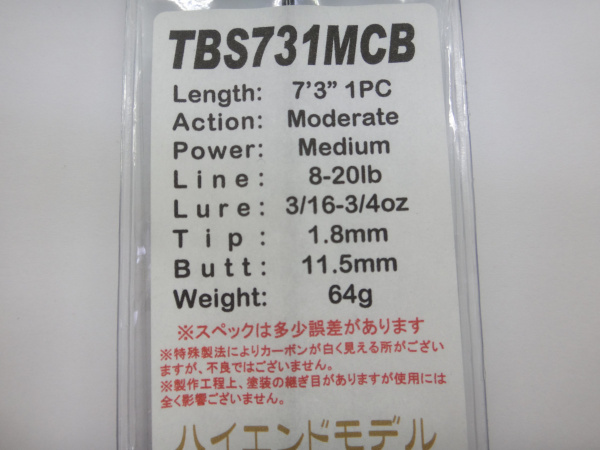 TBS731MCB
Length: 7'3" 1PC
Action: Moderate
Power: Medium
Line: 8-20lb
Lure: 3/16-3/4oz
Tip: 1.8mm
Butt: 11.5mm
Weight: 64g
※スペックは多少誤差があります
※特殊製法によりカーボンが白く見える所がござい
ますが、不良ではございません。
※製作工程上、塗装の継ぎ目がありますが使用には
全く影響ございません。
ハイエンドモデル